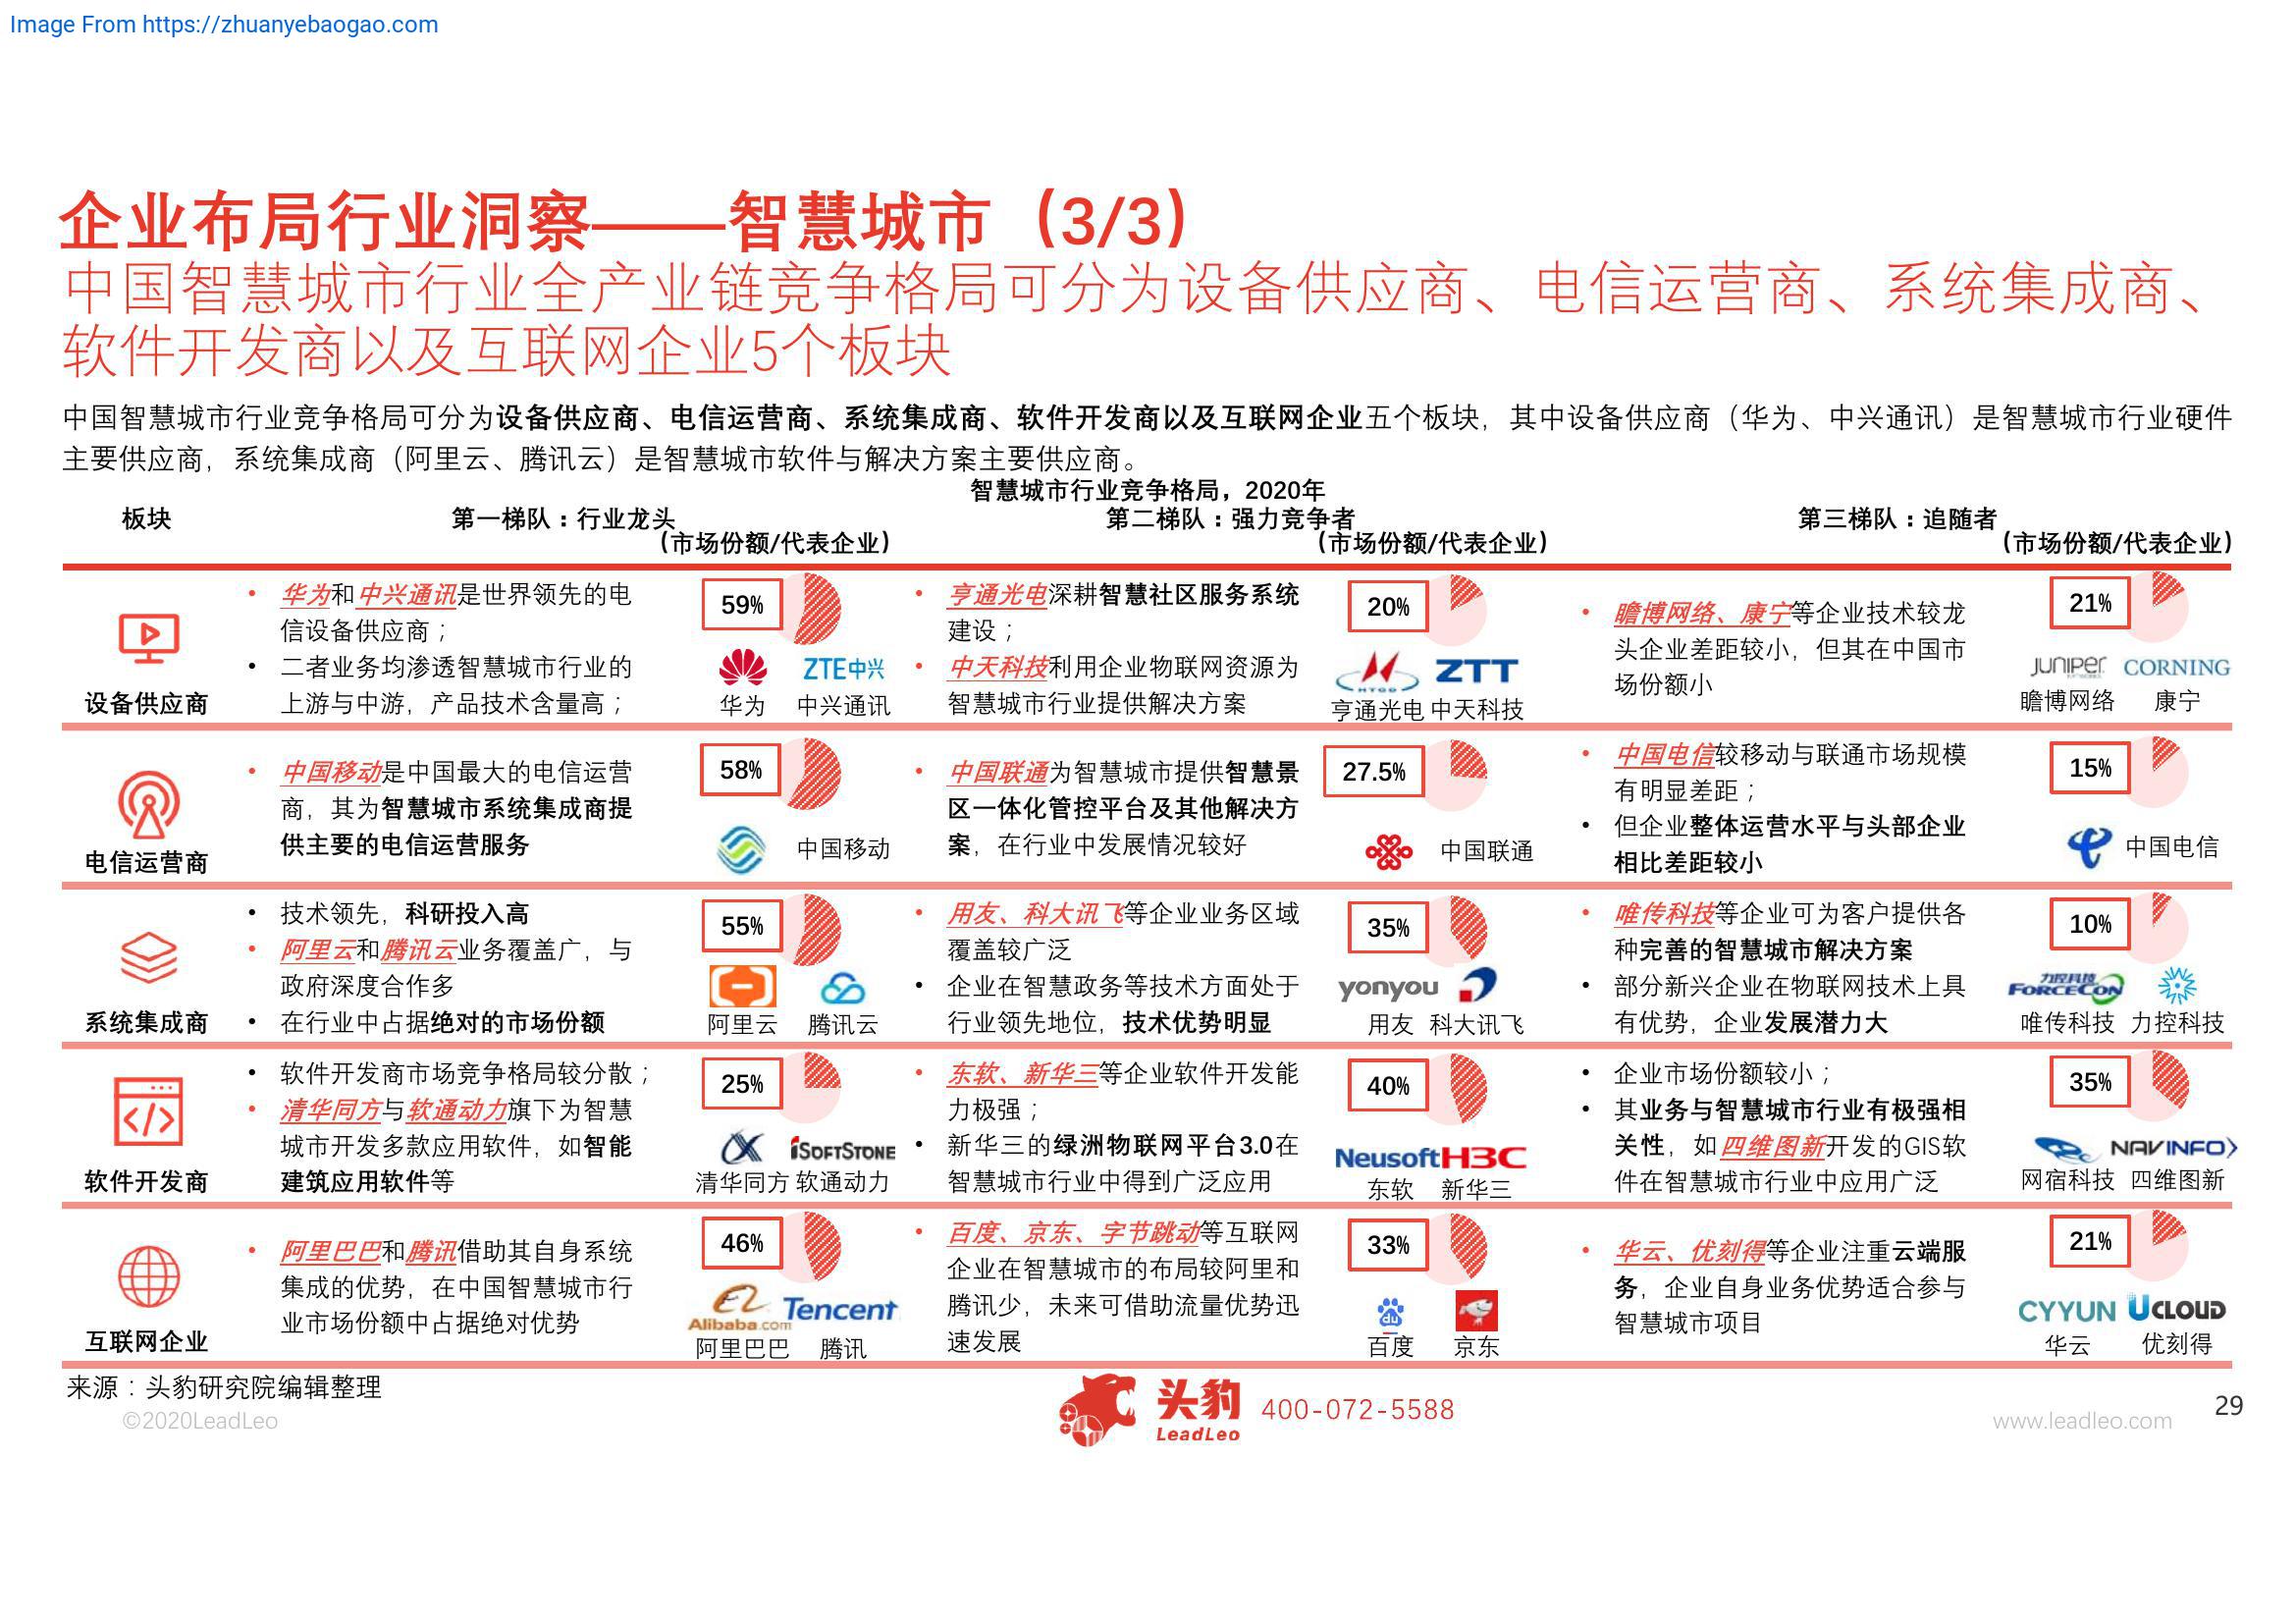 Image From https://zhuanyebaogao.com
企业布局行业洞察——智慧城市（3/3）
中国智慧城市行业全产业链竞争格局可分为设备供应商、电信运营商、系统集成商、
软件开发商以及互联网企业5个板块
中国智慧城市行业竞争格局可分为设备供应商、电信运营商、系统集成商、软件开发商以及互联网企业五个板块，其中设备供应商（华为、中兴通讯）是智慧城市行业硬件
主要供应商，系统集成商（阿里云、腾讯云）是智慧城市软件与解决方案主要供应商。
智慧城市行业竞争格局，2020年
板块
第一梯队：行业龙头
（市场份额/代表企业）
第二梯队：强力竞争者
（市场份额/代表企业）
第三梯队：追随者
（市场份额/代表企业）
设备供应商
• 华为和中兴通讯是世界领先的电
信设备供应商；
• 二者业务均渗透智慧城市行业的
上游与中游，产品技术含量高；
59%
ZTE中兴
华为 中兴通讯
• 亨通光电深耕智慧社区服务系统
建设；
• 中天科技利用企业物联网资源为
智慧城市行业提供解决方案
20%
HTGD ZTT
亨通光电 中天科技
• 瞻博网络、康宁等企业技术较龙
头企业差距较小，但其在中国市
场份额小
21%
JUNIPER NETWORKS CORNING
瞻博网络 康宁
电信运营商
• 中国移动是中国最大的电信运营
商，其为智慧城市系统集成商提
供主要的电信运营服务
58%
中国移动
• 中国联通为智慧城市提供智慧景
区一体化管控平台及其他解决方
案，在行业中发展情况较好
27.5%
中国联通
• 中国电信较移动与联通市场规模
有明显差距；
• 但企业整体运营水平与头部企业
相比差距较小
15%
中国电信
系统集成商
• 技术领先，科研投入高
• 阿里云和腾讯云业务覆盖广，与
政府深度合作多
• 在行业中占据绝对的市场份额
55%
阿里云 腾讯云
• 用友、科大讯飞等企业业务区域
覆盖较广泛
• 企业在智慧政务等技术方面处于
行业领先地位，技术优势明显
35%
yonyou
用友 科大讯飞
• 唯传科技等企业可为客户提供各
种完善的智慧城市解决方案
• 部分新兴企业在物联网技术上具
有优势，企业发展潜力大
10%
力控科技
FORCECON
唯传科技 力控科技
软件开发商
• 软件开发商市场竞争格局较分散；
• 清华同方与软通动力旗下为智慧
城市开发多款应用软件，如智能
建筑应用软件等
25%
iSOFTSTONE
清华同方 软通动力
• 东软、新华三等企业软件开发能
力极强；
• 新华三的绿洲物联网平台3.0在
智慧城市行业中得到广泛应用
40%
Neusoft H3C
东软 新华三
• 企业市场份额较小；
• 其业务与智慧城市行业有极强相
关性，如四维图新开发的GIS软
件在智慧城市行业中应用广泛
35%
NAVINFO
网宿科技 四维图新
互联网企业
• 阿里巴巴和腾讯借助其自身系统
集成的优势，在中国智慧城市行
业市场份额中占据绝对优势
46%
Alibaba.com Tencent
阿里巴巴 腾讯
• 百度、京东、字节跳动等互联网
企业在智慧城市的布局较阿里和
腾讯少，未来可借助流量优势迅
速发展
33%
du
百度 京东
• 华云、优刻得等企业注重云端服
务，企业自身业务优势适合参与
智慧城市项目
21%
CYYUN UCLOUD
华云 优刻得
来源：头豹研究院编辑整理
©2020LeadLeo
头豹
LeadLeo
400-072-5588
www.leadleo.com
29